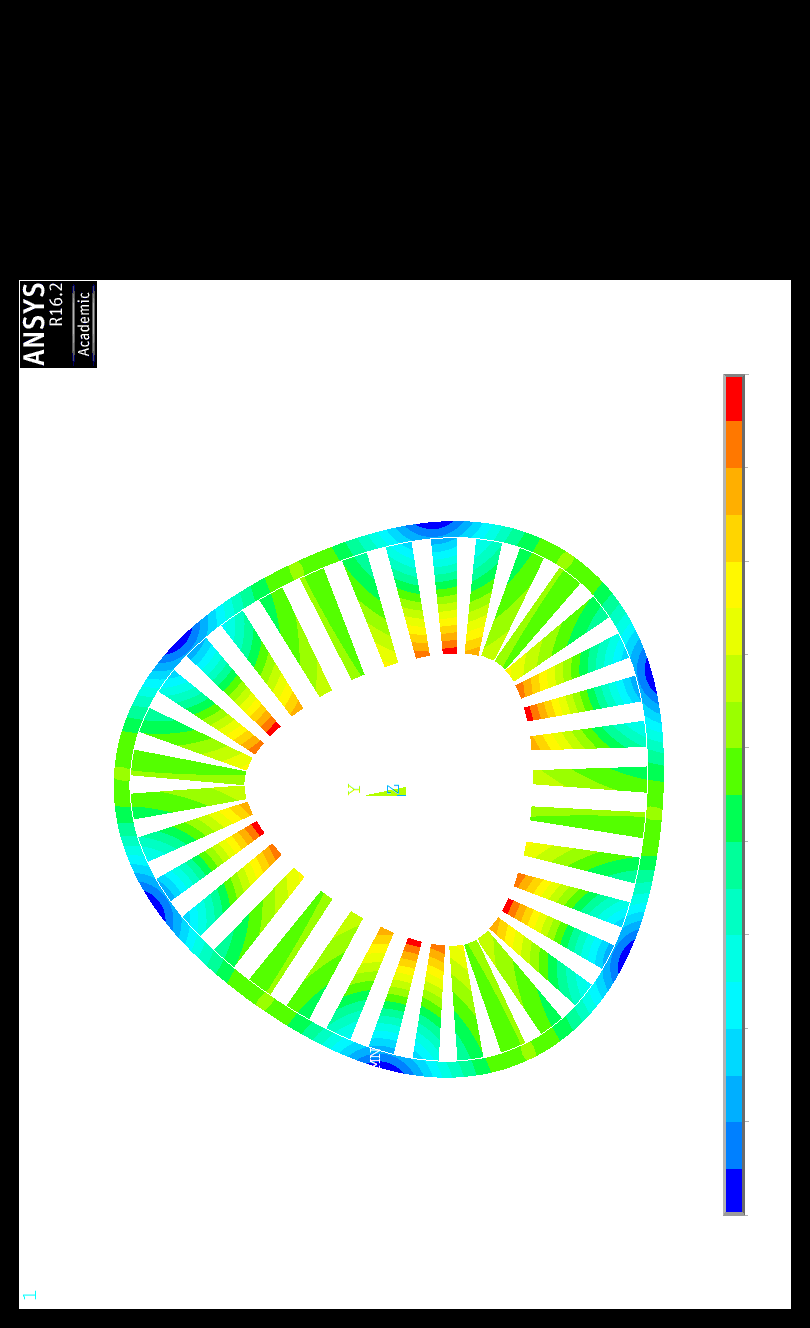 ANSYS
R16.2
Academic
Y
Z
MN
1